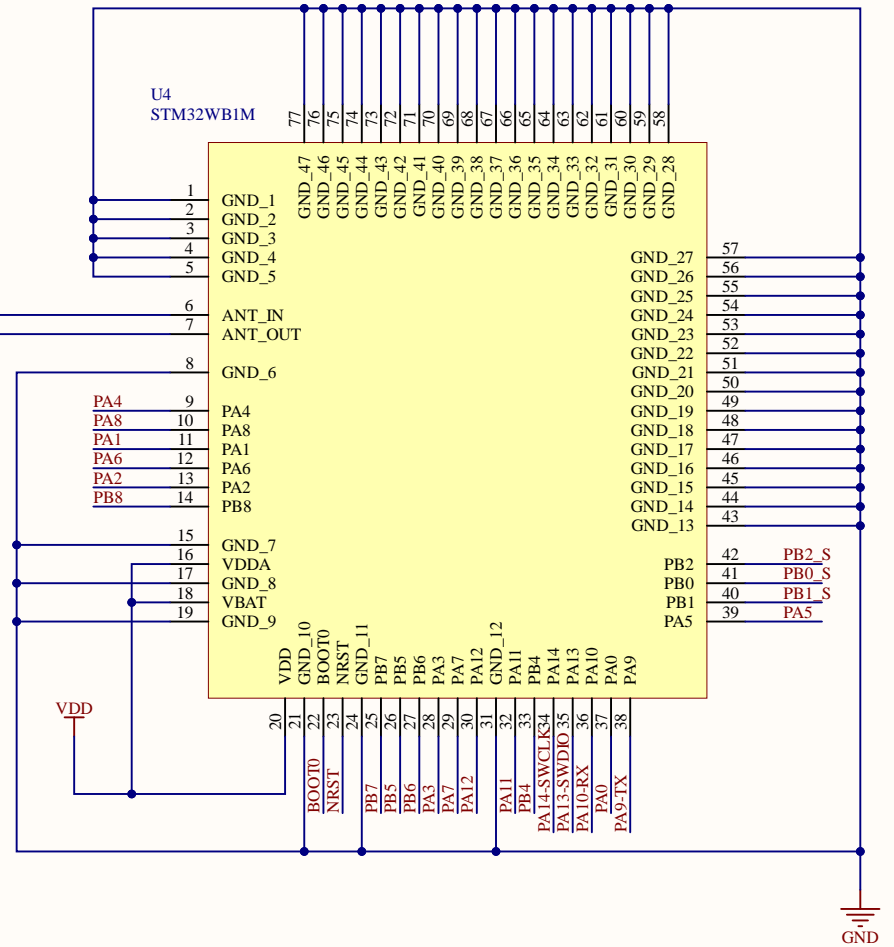 U4
STM32WB1M
77 76 75 74 73 72 71 70 69 68 67 66 65 64 63 62 61 60 59 58
GND_47 GND_46 GND_45 GND_44 GND_43 GND_42 GND_41 GND_40 GND_39 GND_38 GND_37 GND_36 GND_35 GND_34 GND_33 GND_32 GND_31 GND_30 GND_29 GND_28
1 GND_1
2 GND_2
3 GND_3
4 GND_4
5 GND_5
6 ANT_IN
7 ANT_OUT
8 GND_6
PA4 9 PA4
PA8 10 PA8
PA1 11 PA1
PA6 12 PA6
PA2 13 PA2
PB8 14 PB8
15 GND_7
16 VDDA
17 GND_8
18 VBAT
19 GND_9
GND_27 57
GND_26 56
GND_25 55
GND_24 54
GND_23 53
GND_22 52
GND_21 51
GND_20 50
GND_19 49
GND_18 48
GND_17 47
GND_16 46
GND_15 45
GND_14 44
GND_13 43
PB2 42 PB2_S
PB0 41 PB0_S
PB1 40 PB1_S
PA5 39 PA5
VDD GND_10 BOOT0 NRST GND_11 PB7 PB5 PB6 PA3 PA7 PA12 GND_12 PA11 PB4 PA14 PA13 PA10 PA0 PA9
20 21 22 23 24 25 26 27 28 29 30 31 32 33 34 35 36 37 38
BOOT0 NRST PB7 PB5 PB6 PA3 PA7 PA12 PA11 PB4 PA14-SWCLK PA13-SWDIO PA10-RX PA0 PA9-TX
VDD
GND